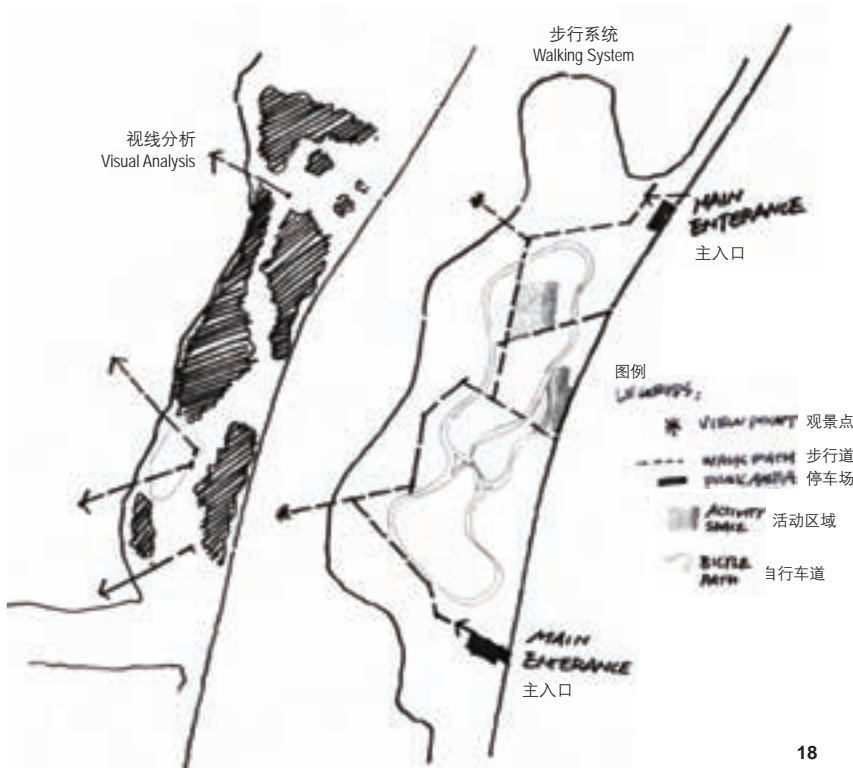 步行系统
Walking System
视线分析
Visual Analysis
MAIN
ENTERANCE
主入口
图例
LEGENDS:
VIEW POINT 观景点
WALK PATH 步行道
PARK AREA 停车场
ACTIVITY
SPACE 活动区域
BICYLE
PATH 自行车道
MAIN
ENTERANCE
主入口
18